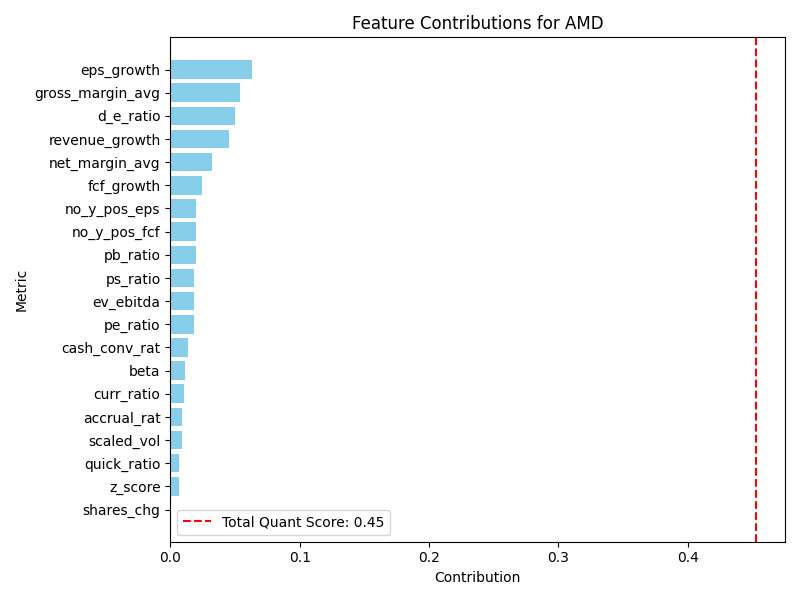 Feature Contributions for AMD
Metric
eps_growth
gross_margin_avg
d_e_ratio
revenue_growth
net_margin_avg
fcf_growth
no_y_pos_eps
no_y_pos_fcf
pb_ratio
ps_ratio
ev_ebitda
pe_ratio
cash_conv_rat
beta
curr_ratio
accrual_rat
scaled_vol
quick_ratio
z_score
shares_chg
Total Quant Score: 0.45
0.0 0.1 0.2 0.3 0.4
Contribution